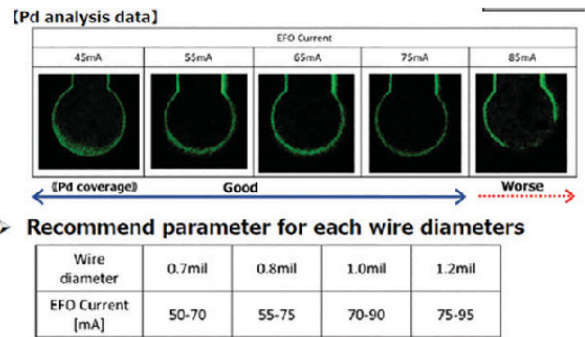 【Pd analysis data】
EFO Current
45mA 55mA 65mA 75mA 85mA
⟪Pd coverage⟫ Good Worse
➢ Recommend parameter for each wire diameters
Wire diameter 0.7mil 0.8mil 1.0mil 1.2mil
EFO Current [mA] 50-70 55-75 70-90 75-95